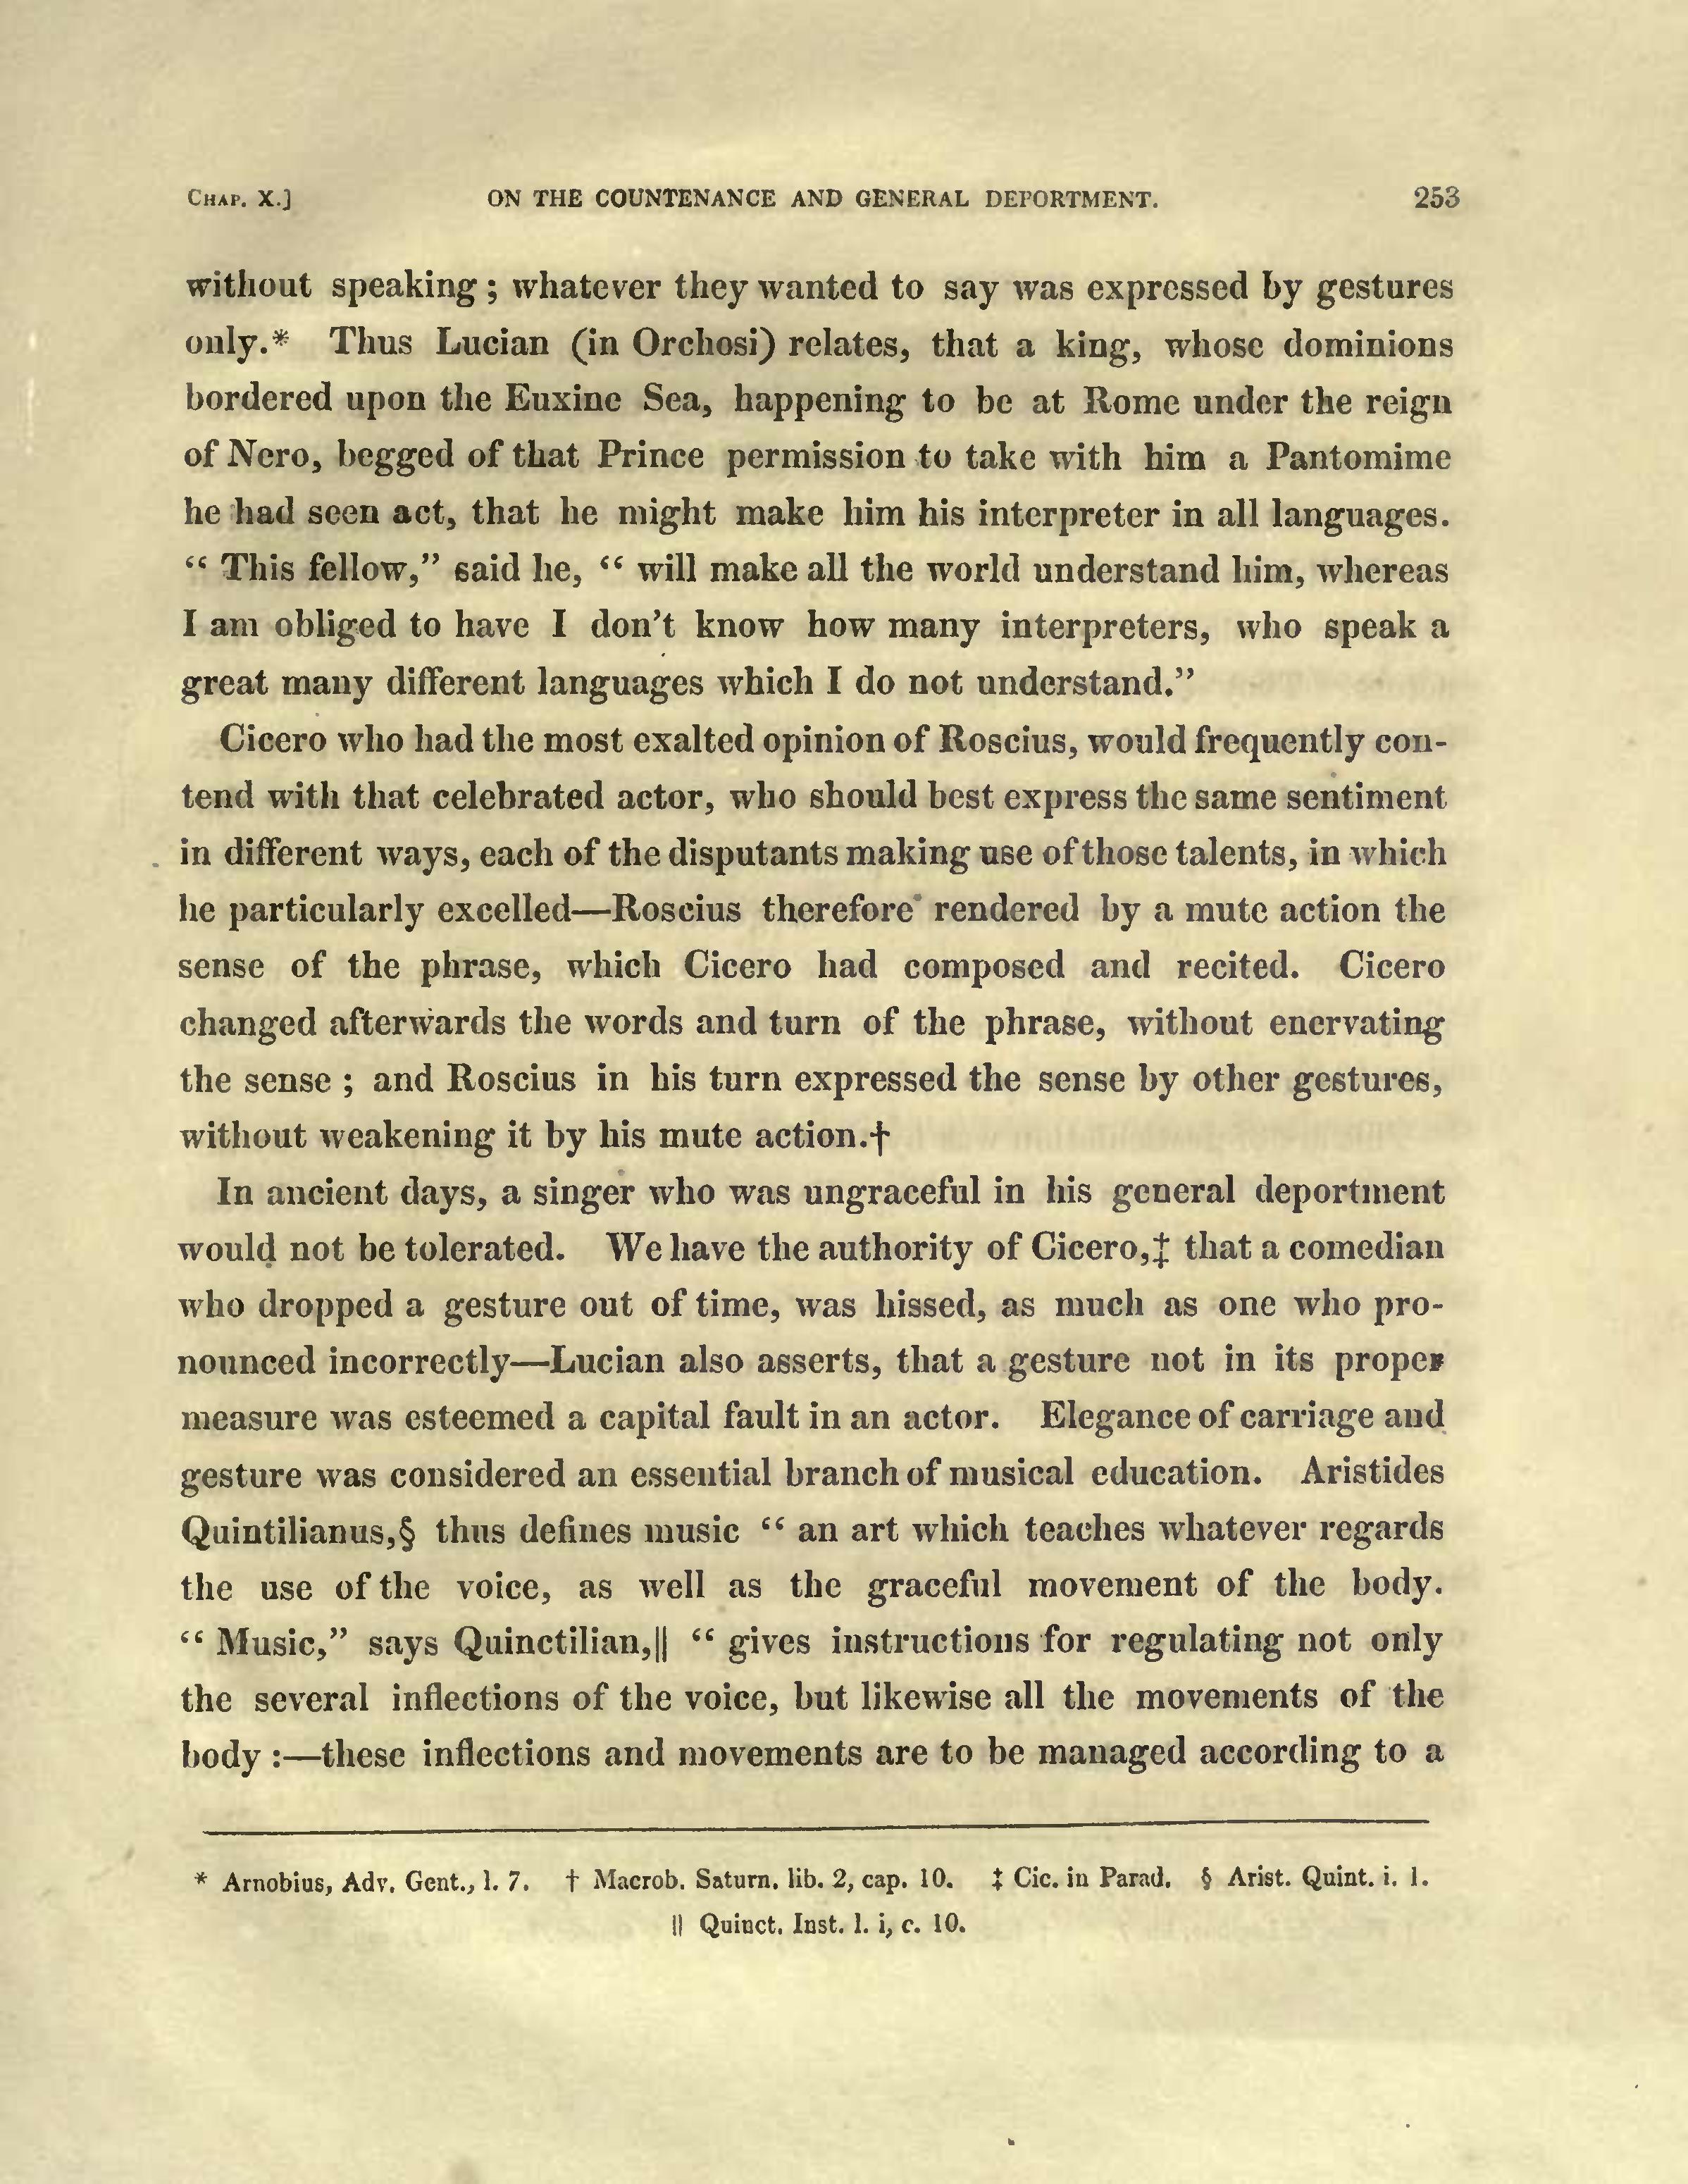 CHAP. X.] ON THE COUNTENANCE AND GENERAL DEPORTMENT. 253
without speaking ; whatever they wanted to say was expressed by gestures
only.* Thus Lucian (in Orchosi) relates, that a king, whose dominions
bordered upon the Euxine Sea, happening to be at Rome under the reign
of Nero, begged of that Prince permission to take with him a Pantomime
he had seen act, that he might make him his interpreter in all languages.
“ This fellow,” said he, “ will make all the world understand him, whereas
I am obliged to have I don’t know how many interpreters, who speak a
great many different languages which I do not understand.”
Cicero who had the most exalted opinion of Roscius, would frequently con-
tend with that celebrated actor, who should best express the same sentiment
in different ways, each of the disputants making use of those talents, in which
he particularly excelled—Roscius therefore rendered by a mute action the
sense of the phrase, which Cicero had composed and recited. Cicero
changed afterwards the words and turn of the phrase, without enervating
the sense ; and Roscius in his turn expressed the sense by other gestures,
without weakening it by his mute action.†
In ancient days, a singer who was ungraceful in his general deportment
would not be tolerated. We have the authority of Cicero,‡ that a comedian
who dropped a gesture out of time, was hissed, as much as one who pro-
nounced incorrectly—Lucian also asserts, that a gesture not in its proper
measure was esteemed a capital fault in an actor. Elegance of carriage and
gesture was considered an essential branch of musical education. Aristides
Quintilianus,§ thus defines music “ an art which teaches whatever regards
the use of the voice, as well as the graceful movement of the body.
“ Music,” says Quinctilian,|| “ gives instructions for regulating not only
the several inflections of the voice, but likewise all the movements of the
body :—these inflections and movements are to be managed according to a
* Arnobius, Adv. Gent., l. 7. † Macrob. Saturn. lib. 2, cap. 10. ‡ Cic. in Parad. § Arist. Quint. i. 1.
|| Quinct. Inst. l. i, c. 10.